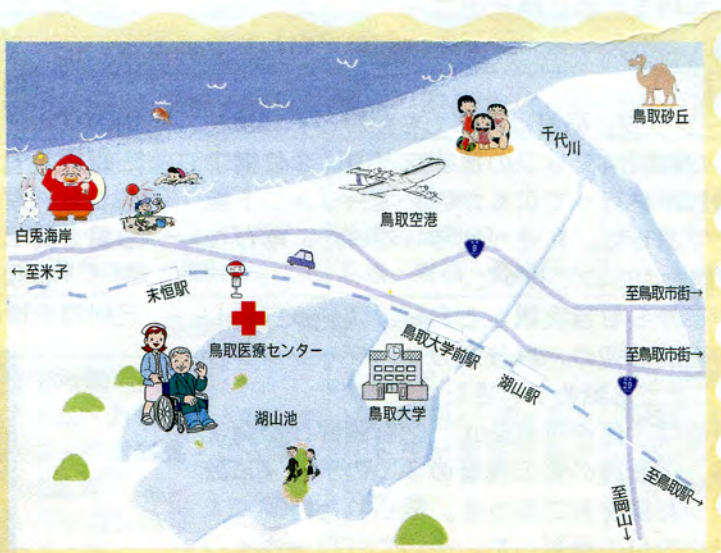 鳥取砂丘
千代川
鳥取空港
白兎海岸
9
←至米子
末恒駅
至鳥取市街→
鳥取医療センター
鳥取大学前駅
至鳥取市街→
湖山駅
29
湖山池
鳥取大学
至鳥取駅→
至岡山→